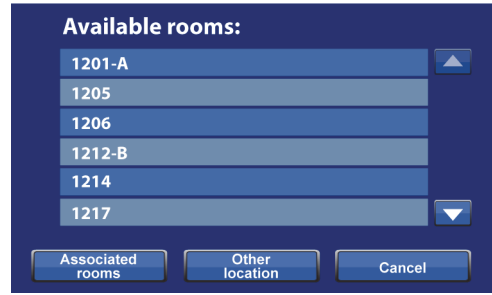 Available rooms:
1201-A
1205
1206
1212-B
1214
1217
Associated
rooms
Other
location
Cancel